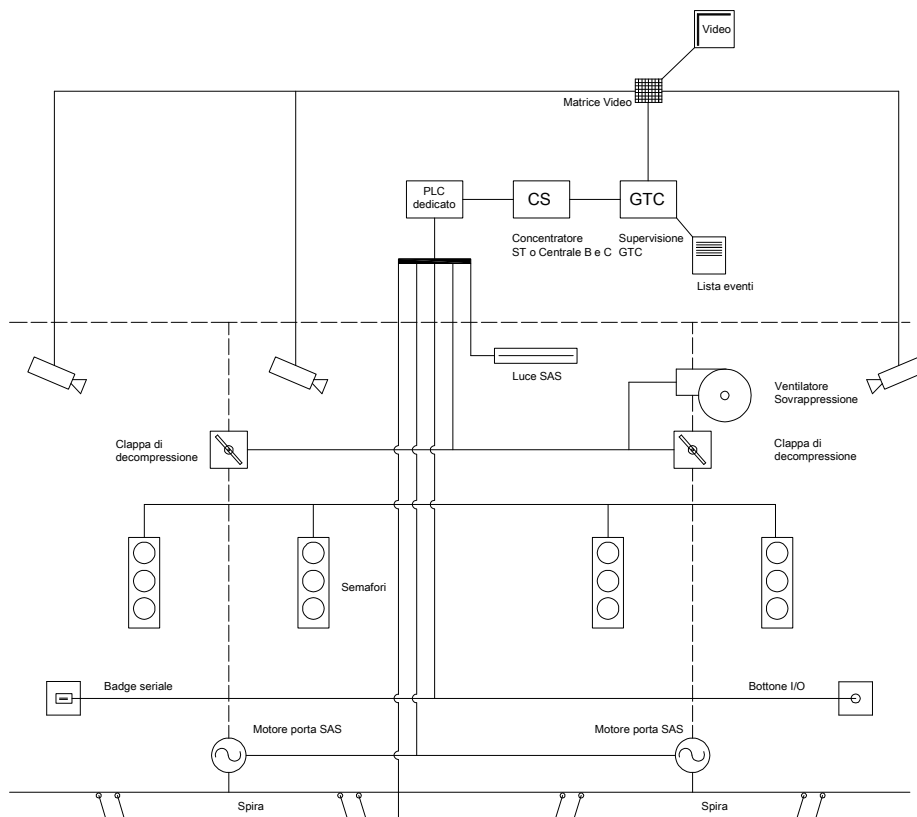 Video
Matrice Video
PLC
dedicato
CS
GTC
Concentratore
ST o Centrale B e C
Supervisione
GTC
Lista eventi
Luce SAS
Ventilatore
Sovrappressione
Clappa di
decompressione
Clappa di
decompressione
Semafori
Badge seriale
Bottone I/O
Motore porta SAS
Motore porta SAS
Spira
Spira